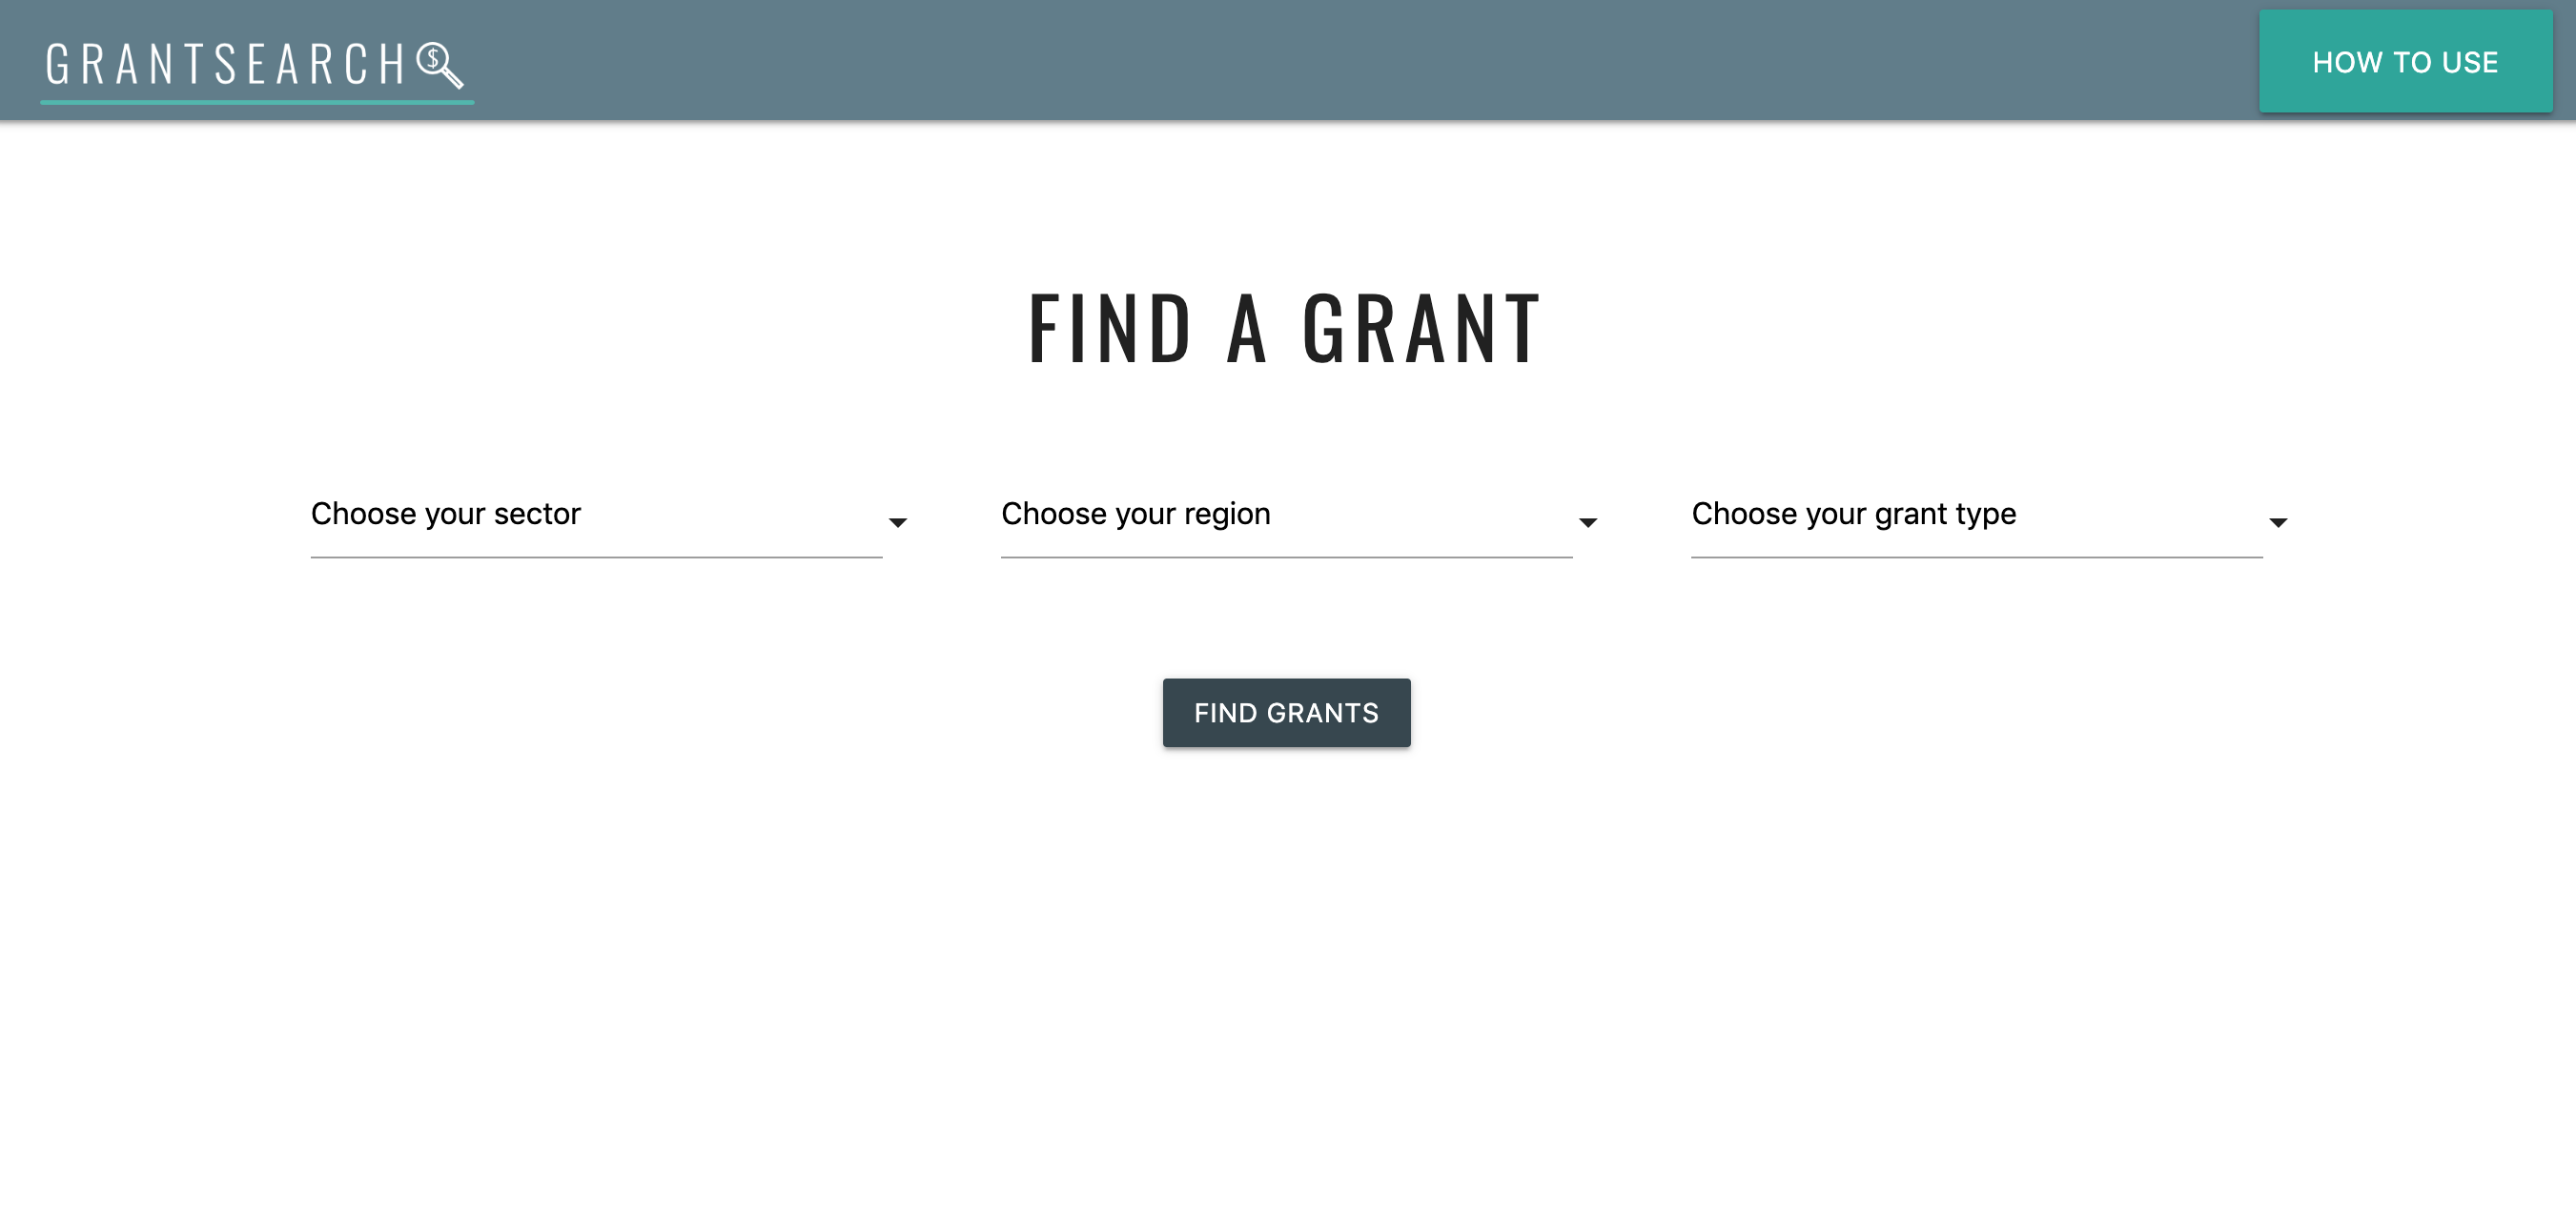 GRANTSEARCH
HOW TO USE
FIND A GRANT
Choose your sector
Choose your region
Choose your grant type
FIND GRANTS